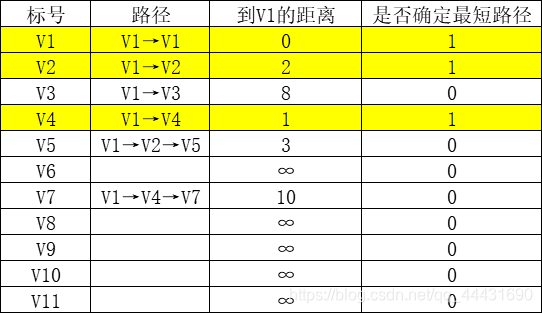 标号 路径 到V1的距离 是否确定最短路径
V1 V1→V1 0 1
V2 V1→V2 2 1
V3 V1→V3 8 0
V4 V1→V4 1 1
V5 V1→V2→V5 3 0
V6 ∞ 0
V7 V1→V4→V7 10 0
V8 ∞ 0
V9 ∞ 0
V10 ∞ 0
V11 ∞ 0
https://blog.csdn.net/qq_44431690